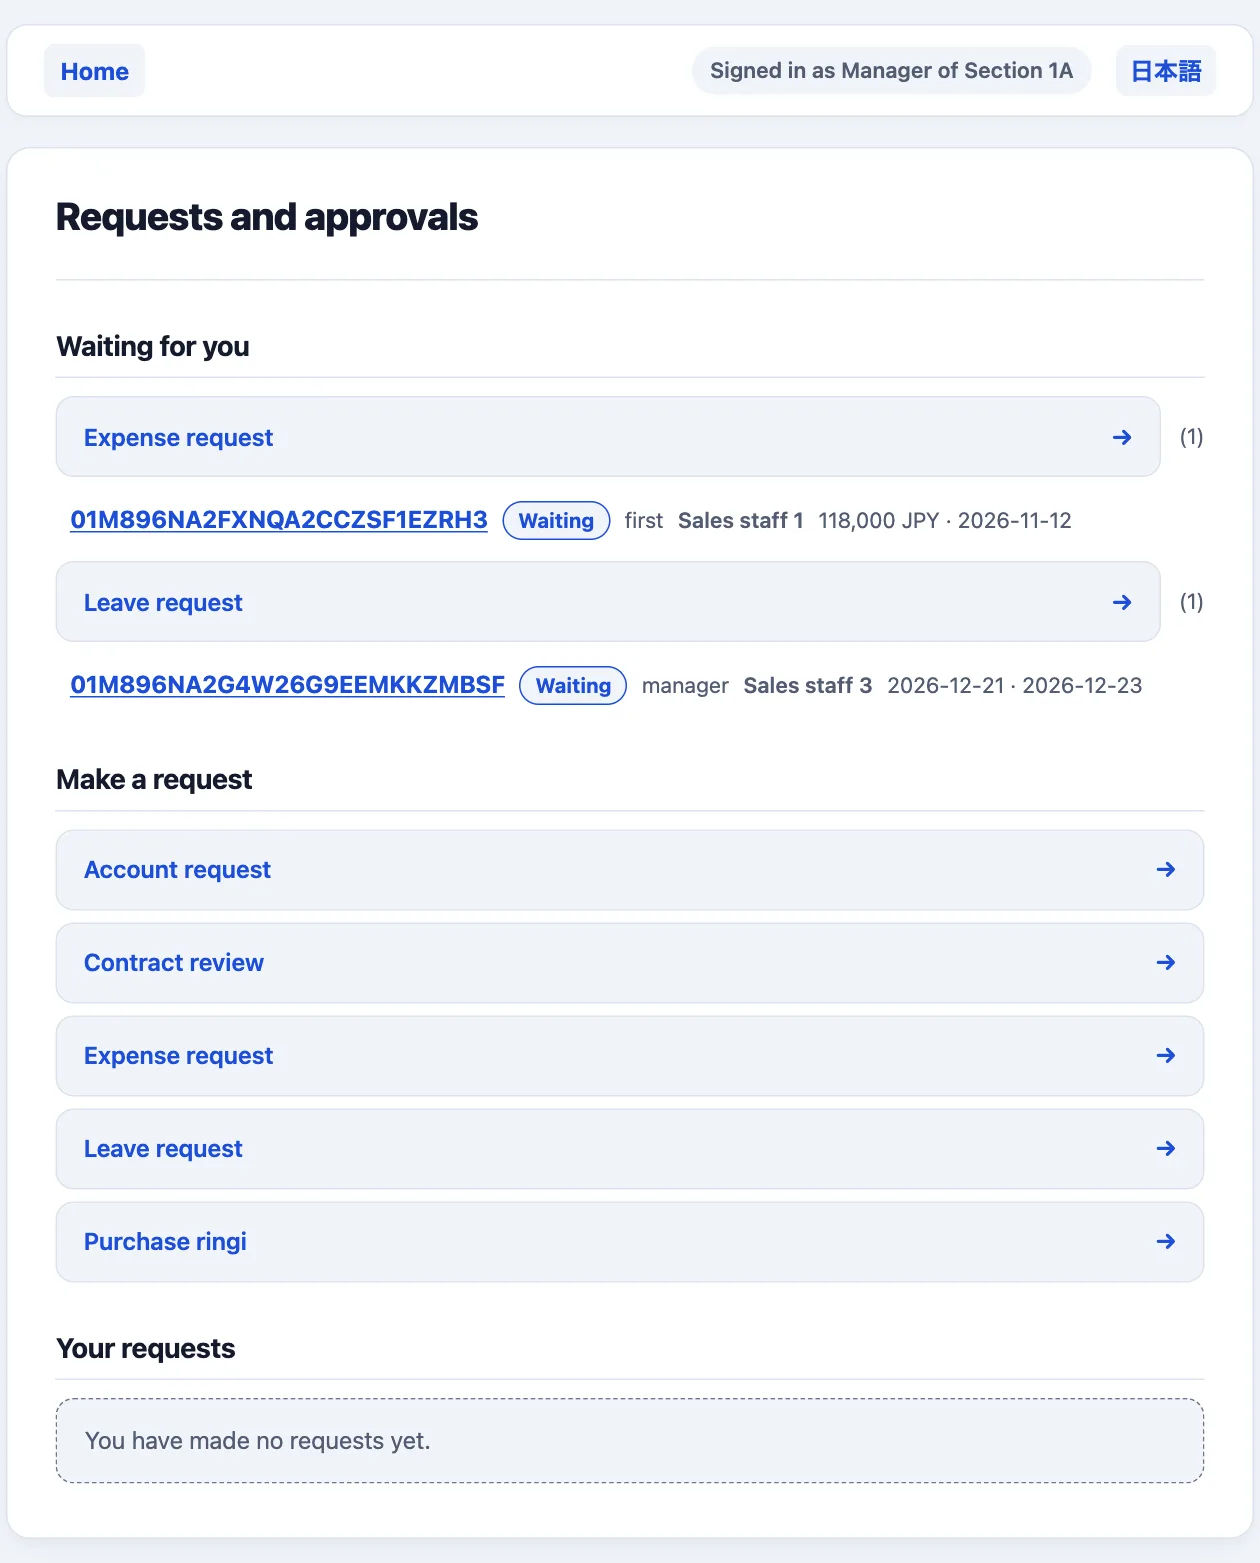 Home
Signed in as Manager of Section 1A
日本語
Requests and approvals
Waiting for you
Expense request → (1)
01M896NA2FXNQA2CCZSF1EZRH3 Waiting first Sales staff 1 118,000 JPY · 2026-11-12
Leave request → (1)
01M896NA2G4W26G9EEMKKZMBSF Waiting manager Sales staff 3 2026-12-21 · 2026-12-23
Make a request
Account request →
Contract review →
Expense request →
Leave request →
Purchase ringi →
Your requests
You have made no requests yet.